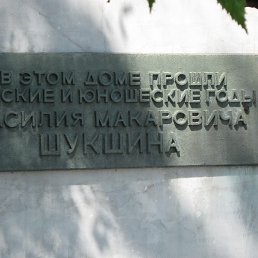 В ЭТОМ ДОМЕ ПРОШЛИ
СКИЕ И ЮНОШЕСКИЕ ГОДЫ
АСИЛИЯ МАКАРОВИЧА
ШУКШИНА